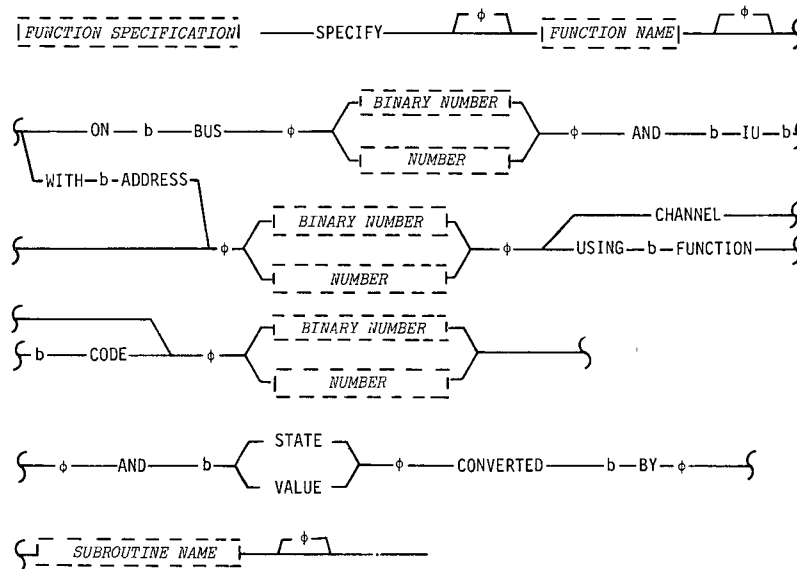 FUNCTION SPECIFICATION SPECIFY ϕ FUNCTION NAME ϕ
ON b BUS ϕ BINARY NUMBER ϕ AND b IU b
NUMBER
WITH b ADDRESS
ϕ BINARY NUMBER ϕ CHANNEL
NUMBER USING b FUNCTION
b CODE ϕ BINARY NUMBER
NUMBER
ϕ AND b STATE ϕ CONVERTED b BY ϕ
VALUE
SUBROUTINE NAME ϕ